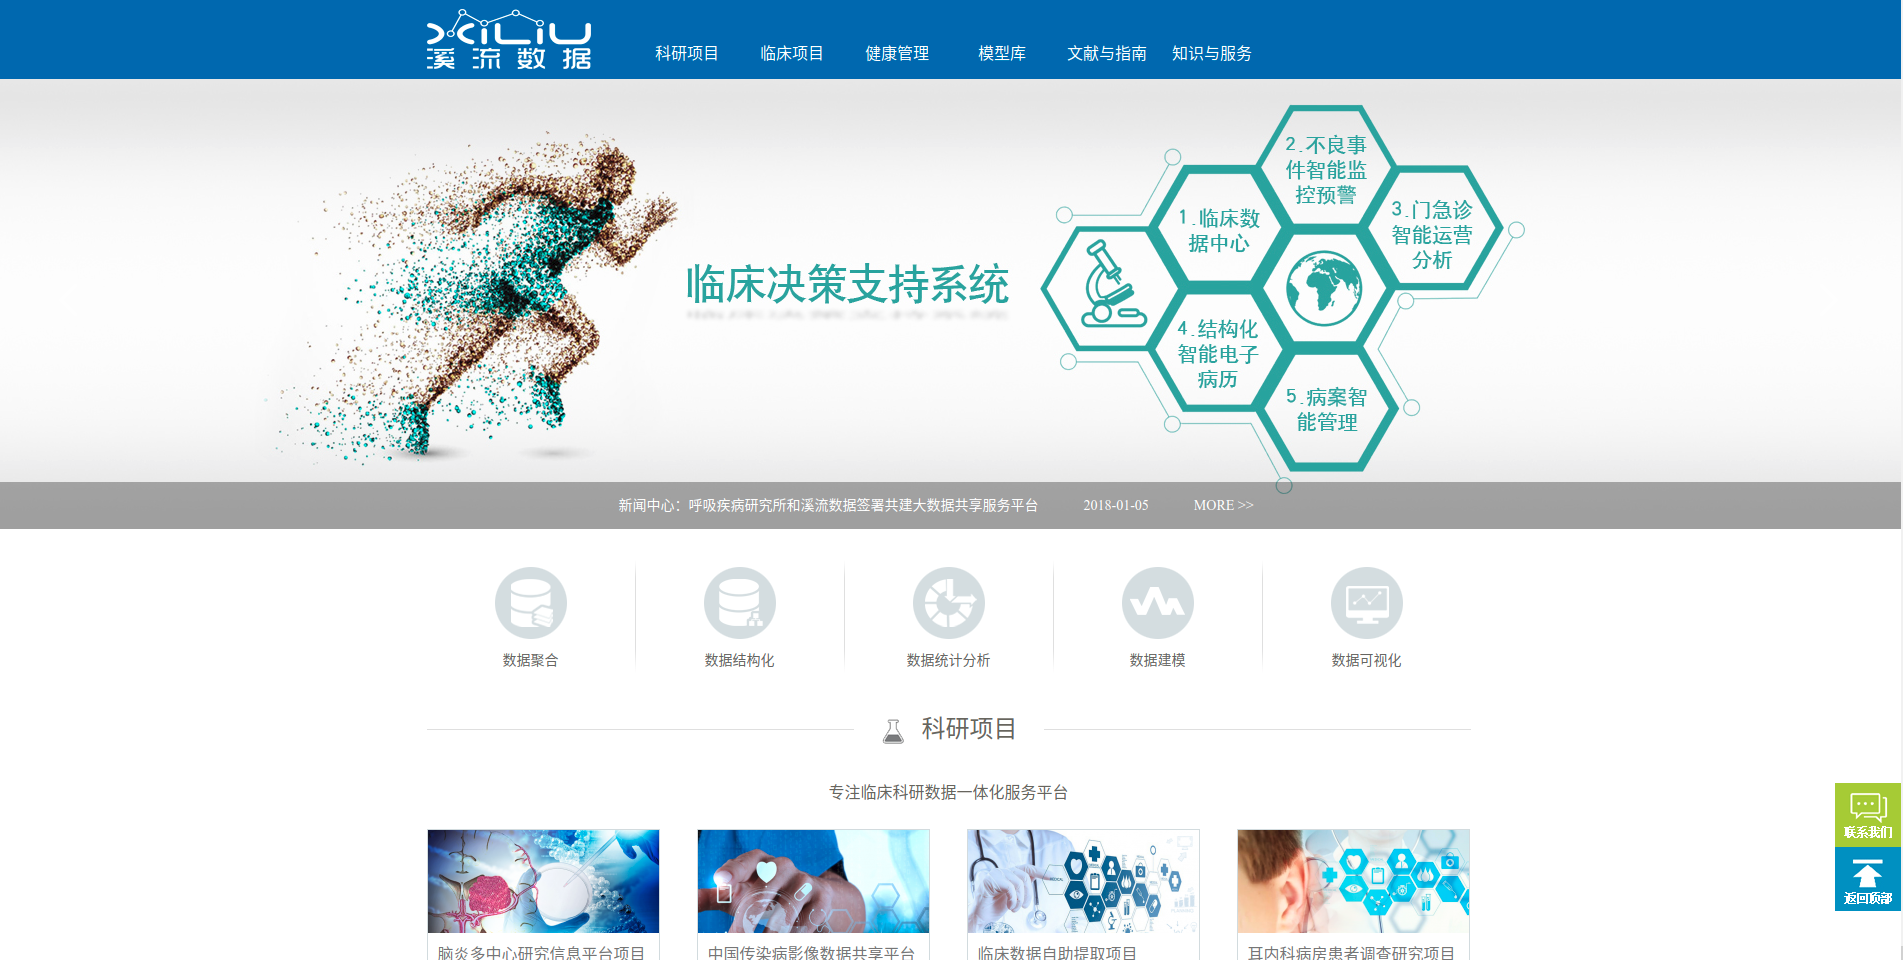 XiLiU
溪流数据
科研项目 临床项目 健康管理 模型库 文献与指南 知识与服务
临床决策支持系统
1.临床数
据中心
2.不良事
件智能监
控预警
3.门急诊
智能运营
分析
4.结构化
智能电子
病历
5.病案智
能管理
新闻中心：呼吸疾病研究所和溪流数据签署共建大数据共享服务平台 2018-01-05 MORE >>
数据聚合 数据结构化 数据统计分析 数据建模 数据可视化
科研项目
专注临床科研数据一体化服务平台
联系我们
返回顶部
脑炎多中心研究信息平台项目 中国传染病影像数据共享平台 临床数据自助提取项目 耳内科病房患者调查研究项目